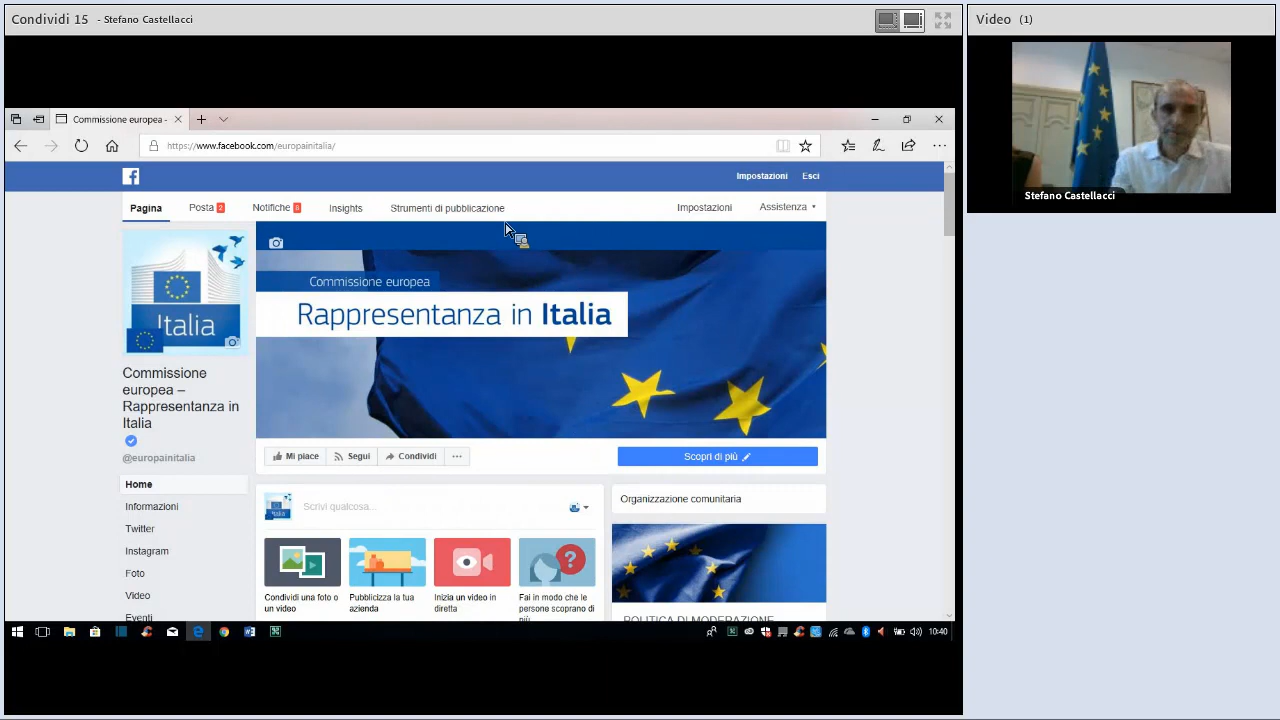 Condividi 15 - Stefano Castellacci
Video (1)
Commissione europea -
https://www.facebook.com/europainitalia/
Impostazioni Esci
Pagina Posta 2 Notifiche 8 Insights Strumenti di pubblicazione Impostazioni Assistenza
Italia
Commissione europea
Rappresentanza in Italia
Commissione
europea –
Rappresentanza in
Italia
@europainitalia
Mi piace Segui Condividi ... Scopri di più
Home
Informazioni
Twitter
Instagram
Foto
Video
Eventi
Italia
Scrivi qualcosa...
Condividi una foto o
un video
Pubblicizza la tua
azienda
Inizia un video in
diretta
Fai in modo che le
persone scoprano di
più
Organizzazione comunitaria
POLITICA DI MODERAZIONE
10:40
Stefano Castellacci